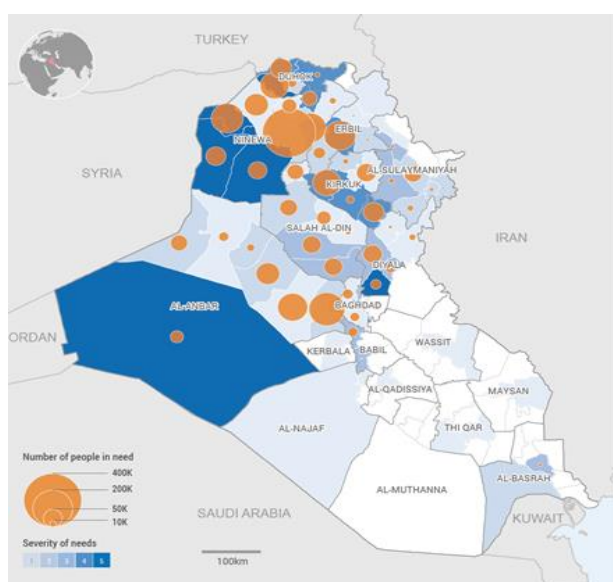 TURKEY
DUHOK
ERBIL
NINEWA
AL-SULAYMANIYAH
SYRIA
KIRKUK
SALAH AL-DIN
IRAN
DIYALA
AL-ANBAR
BAGHDAD
ORDAN
WASSIT
KERBALA
BABIL
AL-QADISSIYA
MAYSAN
AL-NAJAF
THI QAR
AL-BASRAH
AL-MUTHANNA
KUWAIT
SAUDI ARABIA
Number of people in need
400K
200K
50K
10K
Severity of needs
1 2 3 4 5
100km